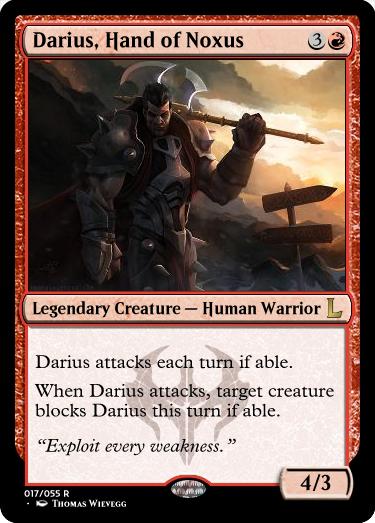 Darius, Hand of Noxus 3
Legendary Creature — Human Warrior L
Darius attacks each turn if able.
When Darius attacks, target creature
blocks Darius this turn if able.
“Exploit every weakness.”
4/3
017/055 R
· Thomas Wievegg